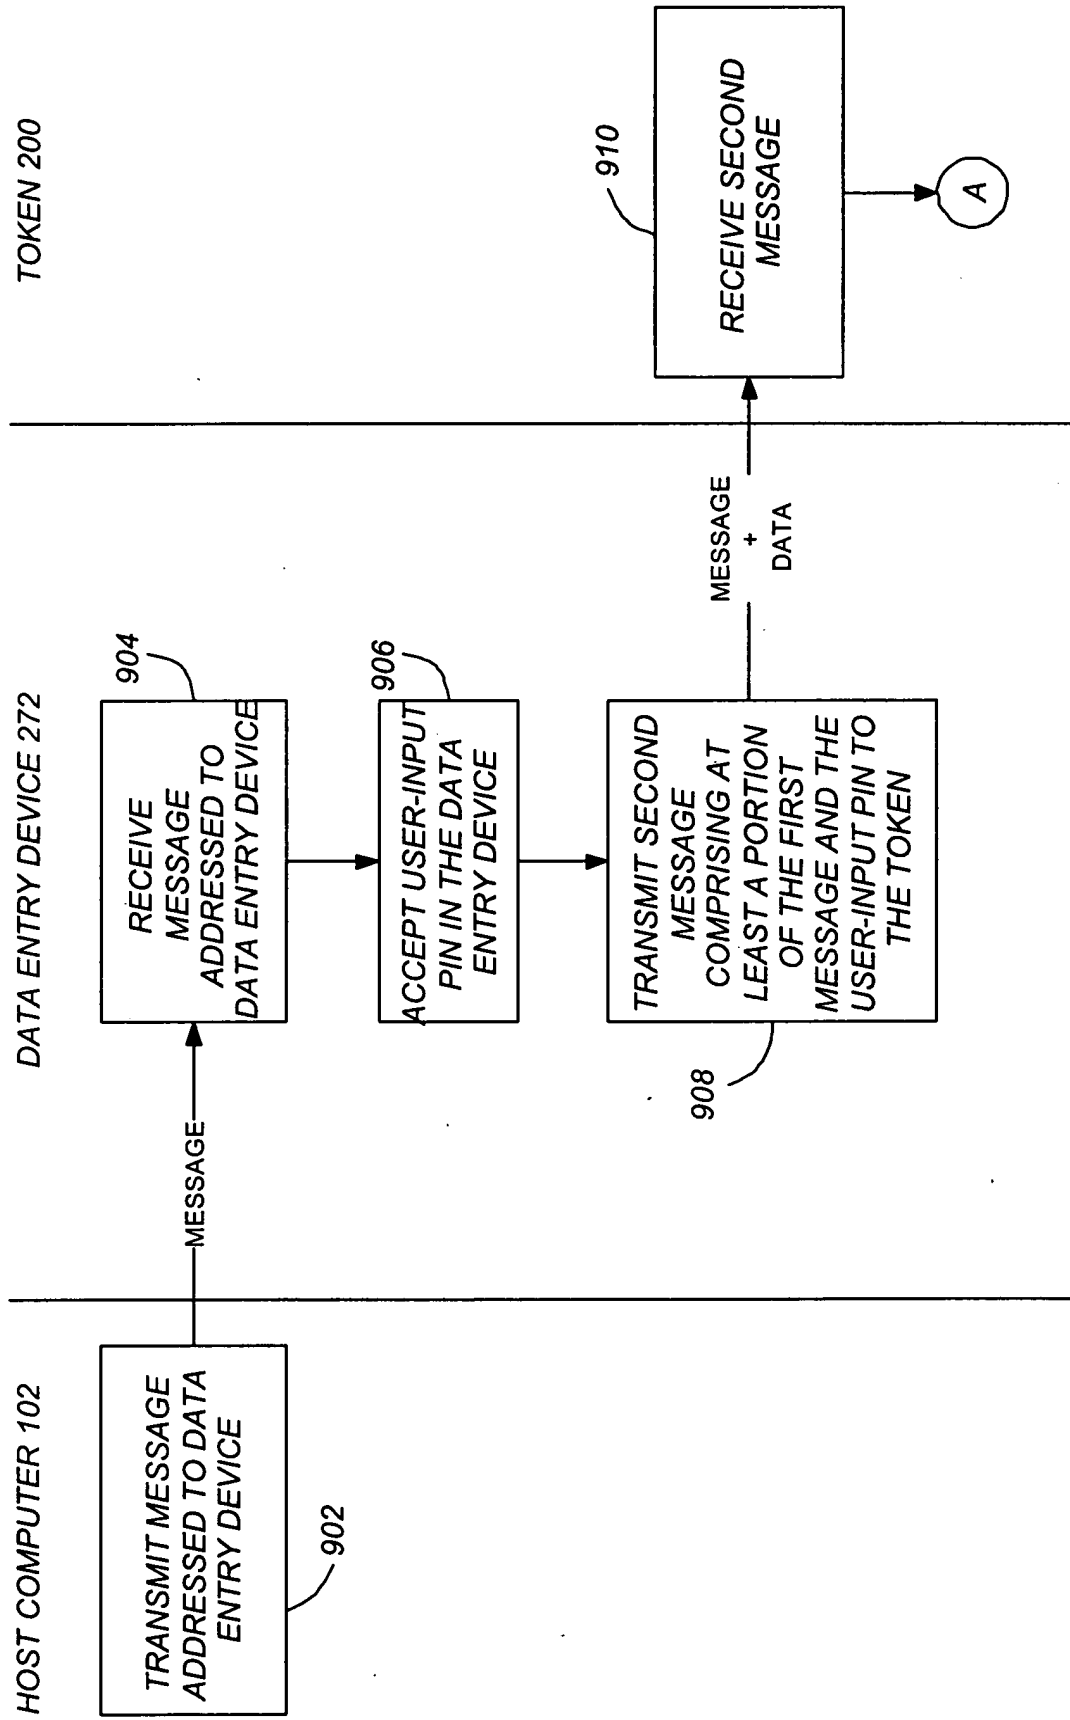 HOST COMPUTER 102
DATA ENTRY DEVICE 272
TOKEN 200
TRANSMIT MESSAGE
ADDRESSED TO DATA
ENTRY DEVICE
902
MESSAGE
RECEIVE
MESSAGE
ADDRESSED TO
DATA ENTRY DEVICE
904
ACCEPT USER-INPUT
PIN IN THE DATA
ENTRY DEVICE
906
TRANSMIT SECOND
MESSAGE
COMPRISING AT
LEAST A PORTION
OF THE FIRST
MESSAGE AND THE
USER-INPUT PIN TO
THE TOKEN
908
MESSAGE
+
DATA
RECEIVE SECOND
MESSAGE
910
A